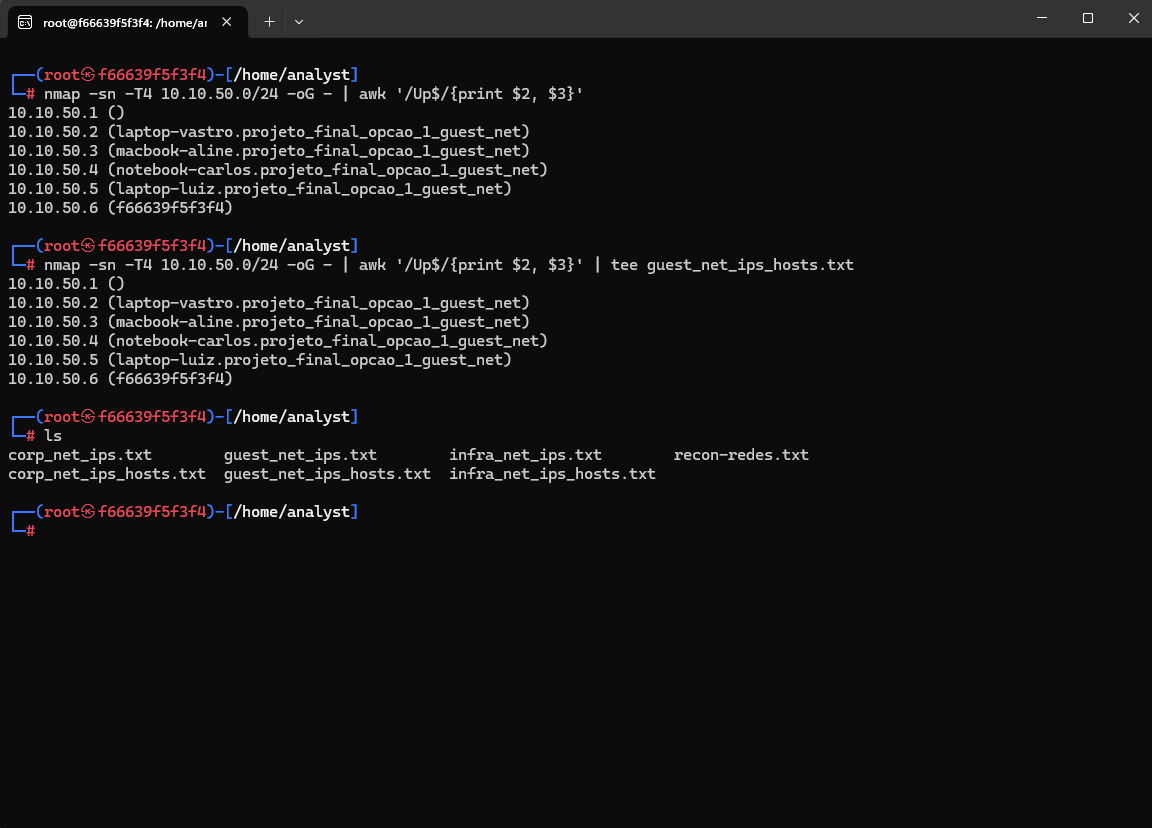 root@f66639f5f3f4: /home/ar
┌──(root㉿f66639f5f3f4)-[/home/analyst]
└─# nmap -sn -T4 10.10.50.0/24 -oG - | awk '/Up$/{print $2, $3}'
10.10.50.1 ()
10.10.50.2 (laptop-vastro.projeto_final_opcao_1_guest_net)
10.10.50.3 (macbook-aline.projeto_final_opcao_1_guest_net)
10.10.50.4 (notebook-carlos.projeto_final_opcao_1_guest_net)
10.10.50.5 (laptop-luiz.projeto_final_opcao_1_guest_net)
10.10.50.6 (f66639f5f3f4)
┌──(root㉿f66639f5f3f4)-[/home/analyst]
└─# nmap -sn -T4 10.10.50.0/24 -oG - | awk '/Up$/{print $2, $3}' | tee guest_net_ips_hosts.txt
10.10.50.1 ()
10.10.50.2 (laptop-vastro.projeto_final_opcao_1_guest_net)
10.10.50.3 (macbook-aline.projeto_final_opcao_1_guest_net)
10.10.50.4 (notebook-carlos.projeto_final_opcao_1_guest_net)
10.10.50.5 (laptop-luiz.projeto_final_opcao_1_guest_net)
10.10.50.6 (f66639f5f3f4)
┌──(root㉿f66639f5f3f4)-[/home/analyst]
└─# ls
corp_net_ips.txt        guest_net_ips.txt        infra_net_ips.txt        recon-redes.txt
corp_net_ips_hosts.txt  guest_net_ips_hosts.txt  infra_net_ips_hosts.txt
┌──(root㉿f66639f5f3f4)-[/home/analyst]
└─#